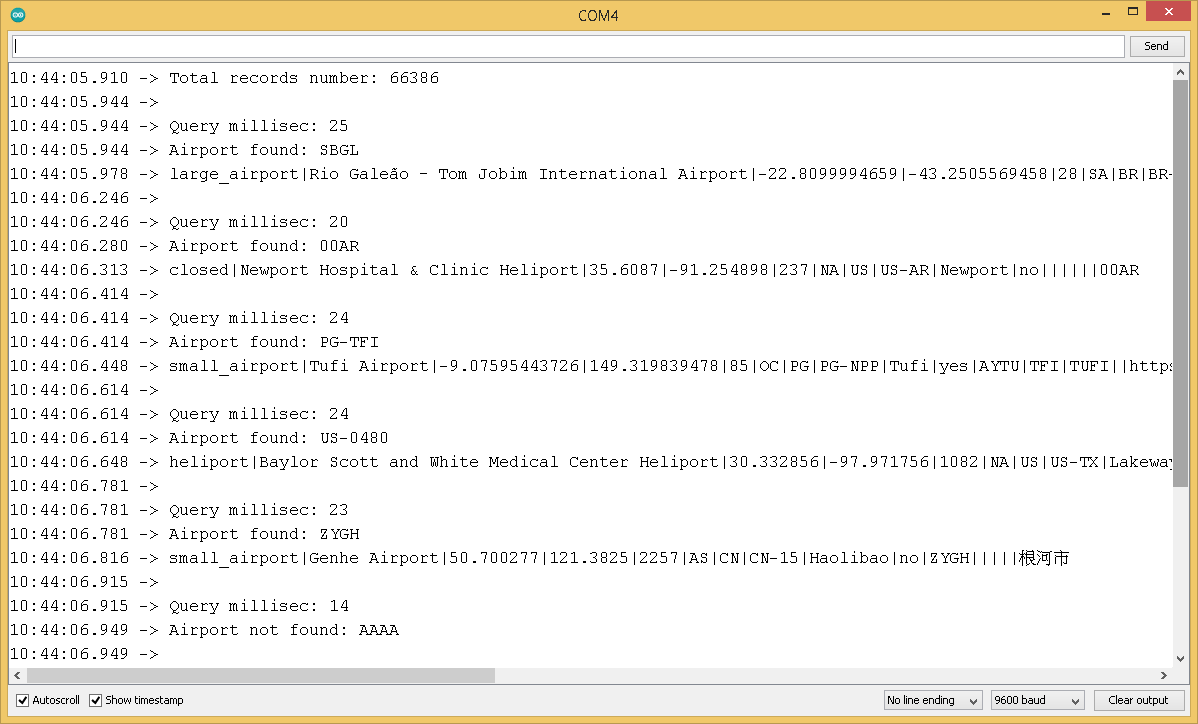 COM4
Send
10:44:05.910 -> Total records number: 66386
10:44:05.944 ->
10:44:05.944 -> Query millisec: 25
10:44:05.944 -> Airport found: SBGL
10:44:05.978 -> large_airport|Rio Galeão - Tom Jobim International Airport|-22.8099994659|-43.2505569458|28|SA|BR|BR-
10:44:06.246 ->
10:44:06.246 -> Query millisec: 20
10:44:06.280 -> Airport found: 00AR
10:44:06.313 -> closed|Newport Hospital & Clinic Heliport|35.6087|-91.254898|237|NA|US|US-AR|Newport|no||||||00AR
10:44:06.414 ->
10:44:06.414 -> Query millisec: 24
10:44:06.414 -> Airport found: PG-TFI
10:44:06.448 -> small_airport|Tufi Airport|-9.07595443726|149.319839478|85|OC|PG|PG-NPP|Tufi|yes|AYTU|TFI|TUFI||https
10:44:06.614 ->
10:44:06.614 -> Query millisec: 24
10:44:06.614 -> Airport found: US-0480
10:44:06.648 -> heliport|Baylor Scott and White Medical Center Heliport|30.332856|-97.971756|1082|NA|US|US-TX|Lakeway
10:44:06.781 ->
10:44:06.781 -> Query millisec: 23
10:44:06.781 -> Airport found: ZYGH
10:44:06.816 -> small_airport|Genhe Airport|50.700277|121.3825|2257|AS|CN|CN-15|Haolibao|no|ZYGH|||||根河市
10:44:06.915 ->
10:44:06.915 -> Query millisec: 14
10:44:06.949 -> Airport not found: AAAA
10:44:06.949 ->
Autoscroll Show timestamp No line ending 9600 baud Clear output